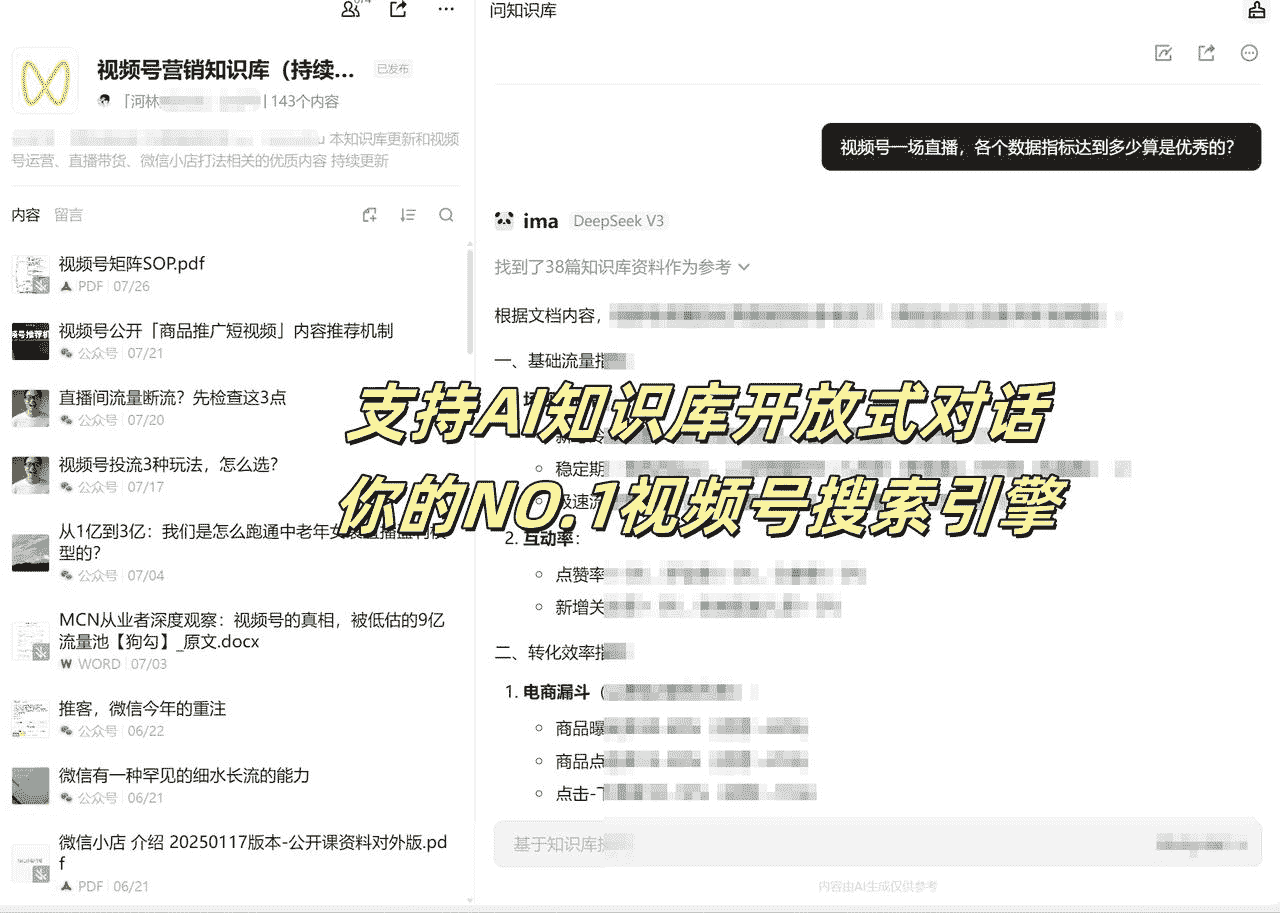 问知识库
视频号营销知识库（持续... 已发布
「河林 | 143个内容
本知识库更新和视频
号运营、直播带货、微信小店打法相关的优质内容 持续更新
内容 留言
视频号矩阵SOP.pdf
PDF | 07/26
视频号公开「商品推广短视频」内容推荐机制
公众号 | 07/21
直播间流量断流？先检查这3点
公众号 | 07/20
视频号投流3种玩法，怎么选？
公众号 | 07/17
从1亿到3亿：我们是怎么跑通中老年女装直播盈利模
型的？
公众号 | 07/04
MCN从业者深度观察：视频号的真相，被低估的9亿
流量池【狗勾】_原文.docx
WORD | 07/03
推客，微信今年的重注
公众号 | 06/22
微信有一种罕见的细水长流的能力
公众号 | 06/21
微信小店 介绍 20250117版本-公开课资料对外版.pd
f
PDF | 06/21
视频号一场直播，各个数据指标达到多少算是优秀的？
ima DeepSeek V3
找到了38篇知识库资料作为参考
根据文档内容，
一、基础流量指
支持AI知识库开放式对话
稳定期
你的NO.1视频号搜索引擎
2. 互动率：
点赞率
新增关
二、转化效率指
1. 电商漏斗（
商品曝
商品点
点击-下
基于知识库提
内容由AI生成仅供参考